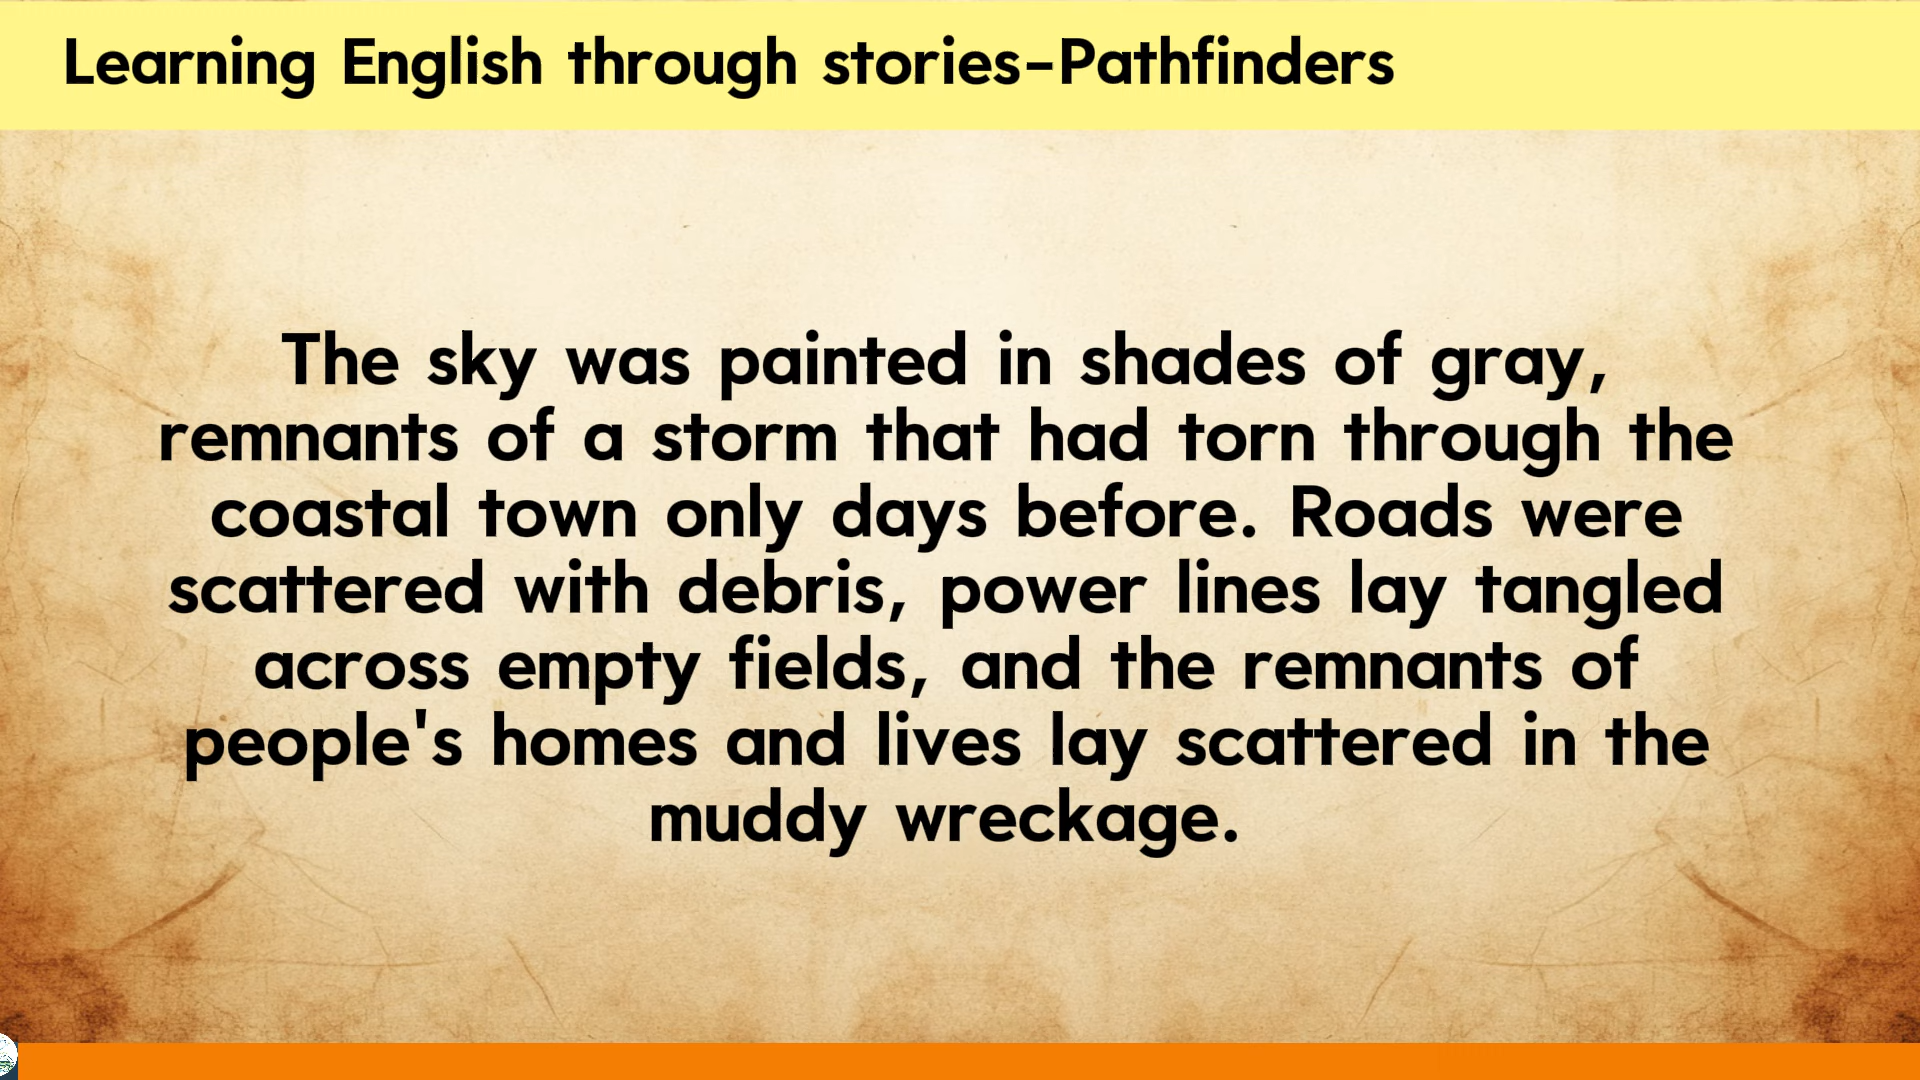 Learning English through stories-Pathfinders
The sky was painted in shades of gray,
remnants of a storm that had torn through the
coastal town only days before. Roads were
scattered with debris, power lines lay tangled
across empty fields, and the remnants of
people's homes and lives lay scattered in the
muddy wreckage.